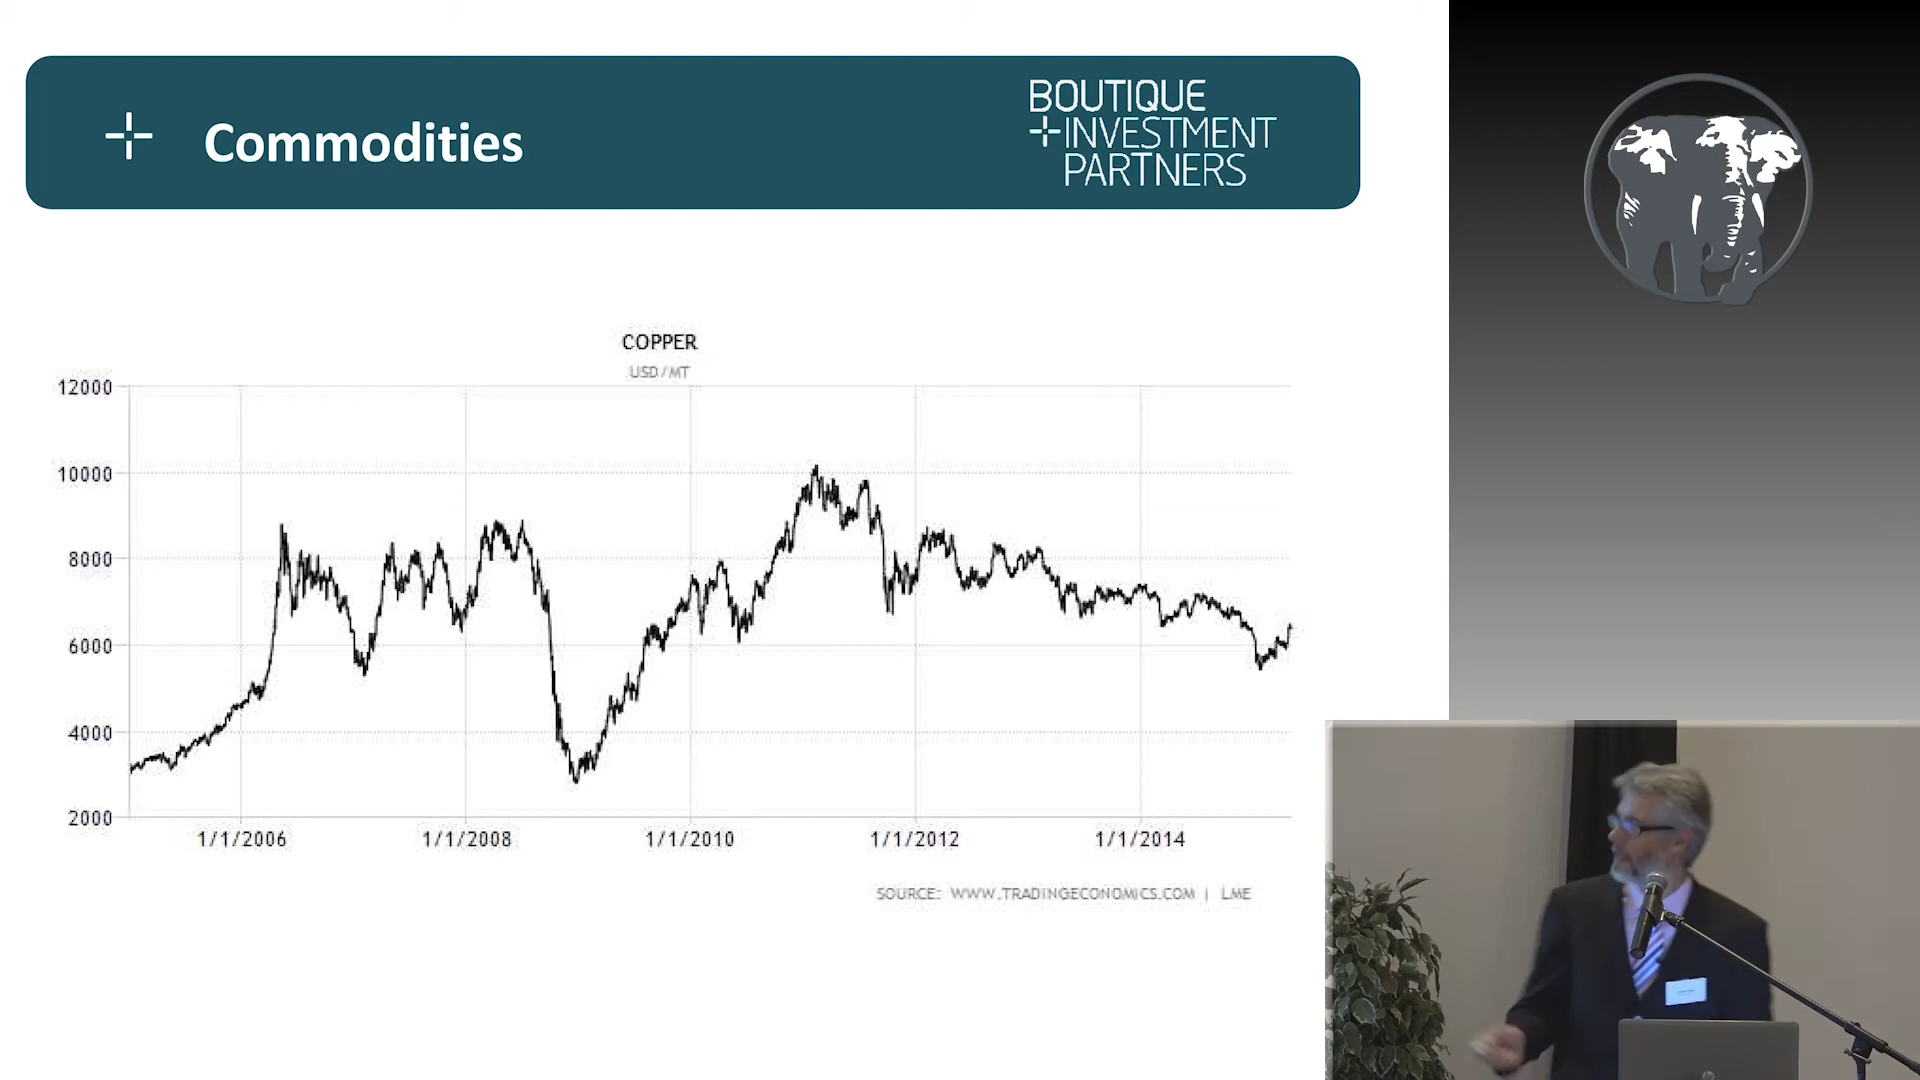 Commodities
BOUTIQUE
INVESTMENT
PARTNERS
COPPER
USD/MT
12000
10000
8000
6000
4000
2000
1/1/2006 1/1/2008 1/1/2010 1/1/2012 1/1/2014
SOURCE: WWW.TRADINGECONOMICS.COM | LME
hp